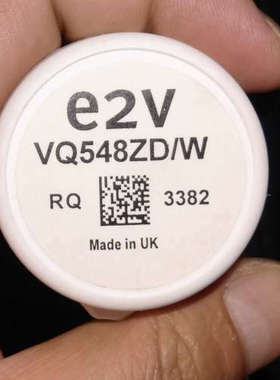 e2v
VQ548ZD/W
RQ 3382
Made in UK